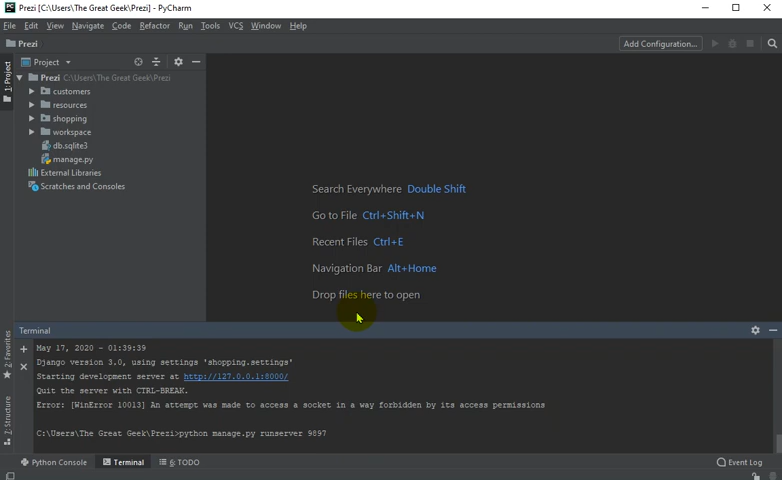 Prezi [C:\Users\The Great Geek\Prezi] - PyCharm
File Edit View Navigate Code Refactor Run Tools VCS Window Help
Prezi
Add Configuration...
1: Project
Project
Prezi C:\Users\The Great Geek\Prezi
customers
resources
shopping
workspace
db.sqlite3
manage.py
External Libraries
Scratches and Consoles
Search Everywhere Double Shift
Go to File Ctrl+Shift+N
Recent Files Ctrl+E
Navigation Bar Alt+Home
Drop files here to open
2: Favorites
7: Structure
Terminal
May 17, 2020 - 01:39:39
Django version 3.0, using settings 'shopping.settings'
Starting development server at http://127.0.0.1:8000/
Quit the server with CTRL-BREAK.
Error: [WinError 10013] An attempt was made to access a socket in a way forbidden by its access permissions
C:\Users\The Great Geek\Prezi>python manage.py runserver 9897
Python Console Terminal 6: TODO Event Log